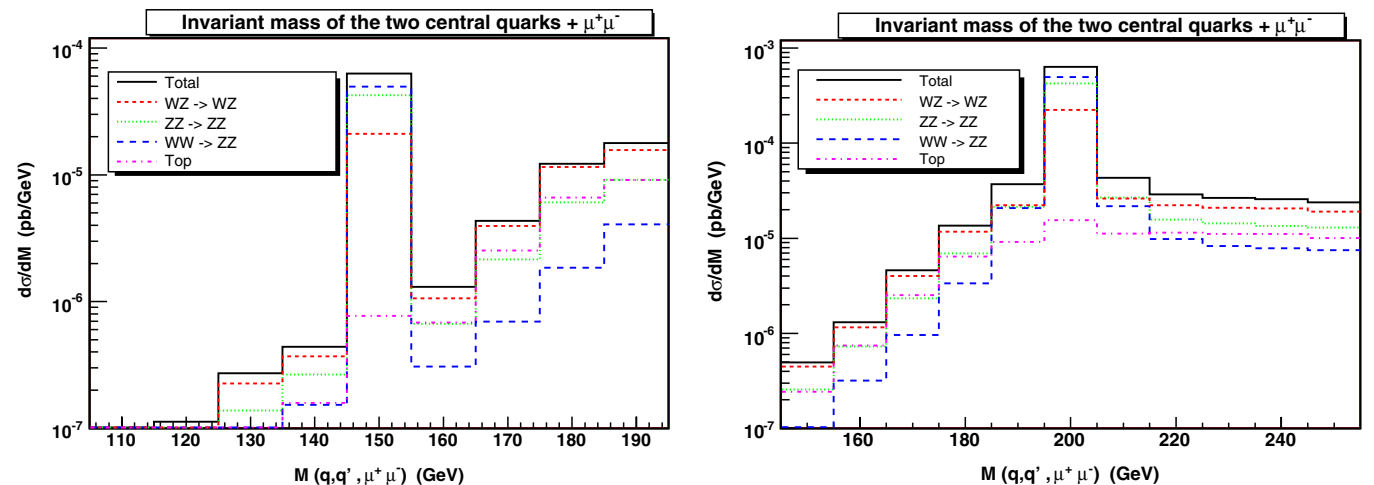 Invariant mass of the two central quarks + μ⁺μ⁻
dσ/dM (pb/GeV)
10⁻⁴
10⁻⁵
10⁻⁶
10⁻⁷
Total
WZ -> WZ
ZZ -> ZZ
WW -> ZZ
Top
110 120 130 140 150 160 170 180 190
M (q,q' ,μ⁺ μ⁻) (GeV)
Invariant mass of the two central quarks + μ⁺μ⁻
dσ/dM (pb/GeV)
10⁻³
10⁻⁴
10⁻⁵
10⁻⁶
10⁻⁷
Total
WZ -> WZ
ZZ -> ZZ
WW -> ZZ
Top
160 180 200 220 240
M (q,q' ,μ⁺ μ⁻) (GeV)